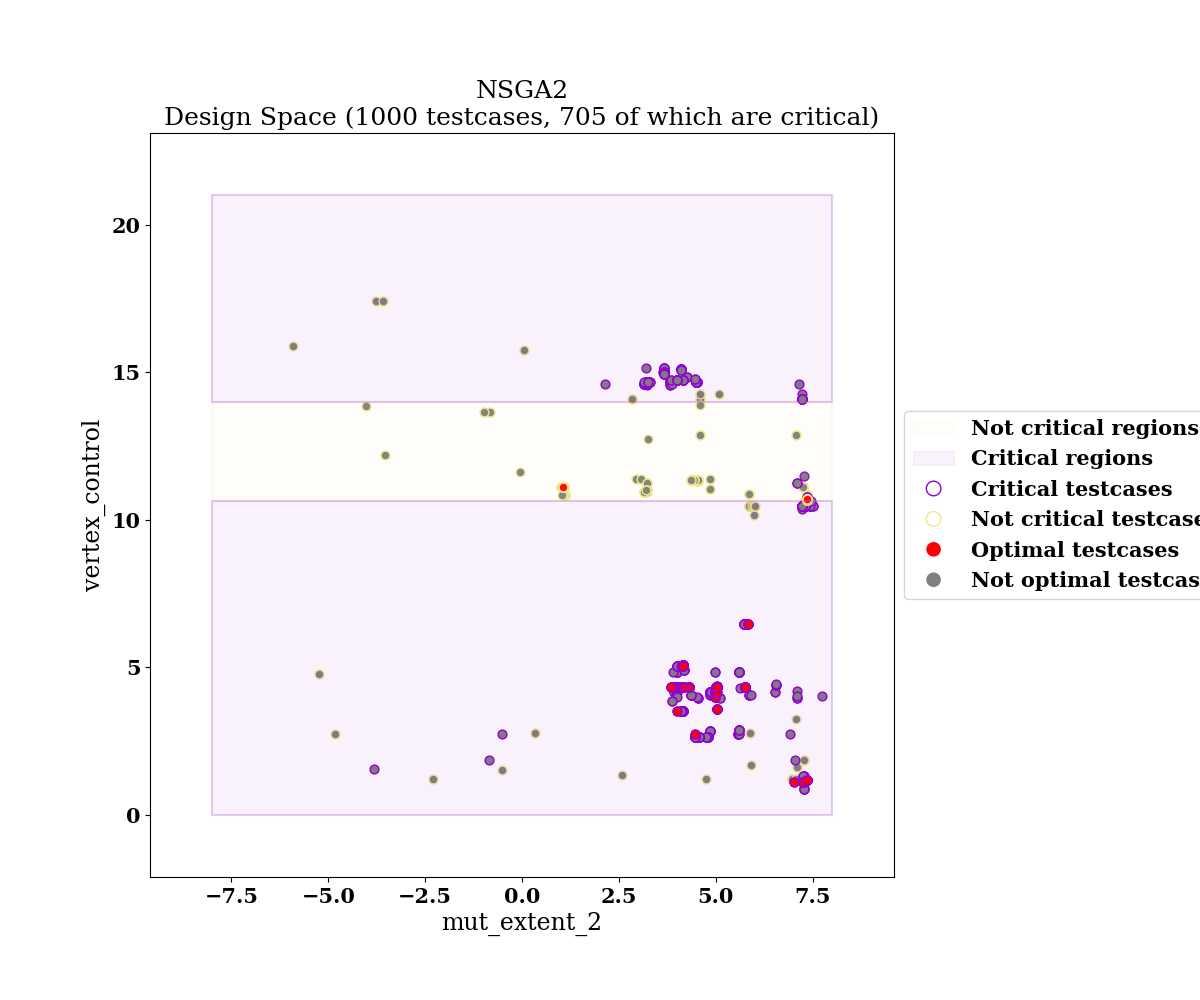 NSGA2
Design Space (1000 testcases, 705 of which are critical)
vertex_control
20
15
10
5
0
−7.5 −5.0 −2.5 0.0 2.5 5.0 7.5
mut_extent_2
Not critical regions
Critical regions
Critical testcases
Not critical testcase
Optimal testcases
Not optimal testcas